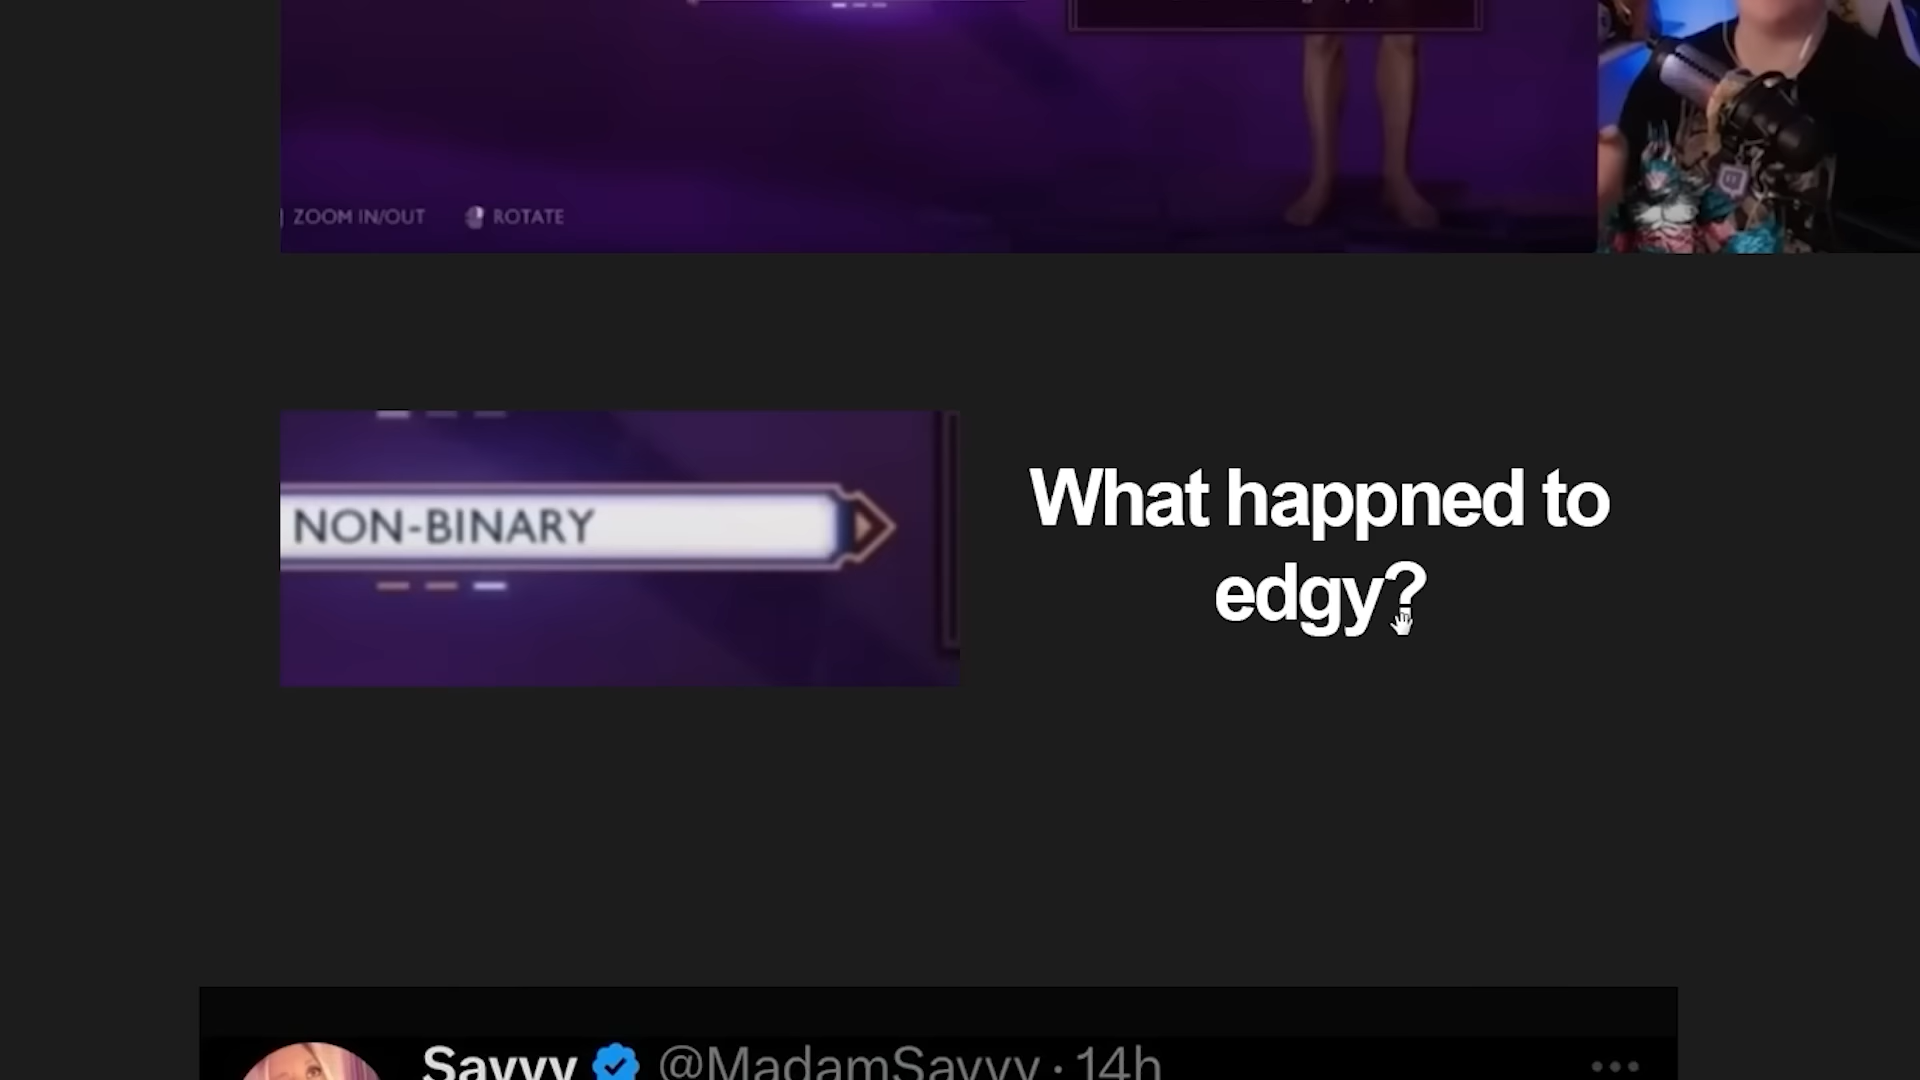 ZOOM IN/OUT ROTATE
NON-BINARY
What happned to
edgy?
Savvy @MadamSavvy · 14h